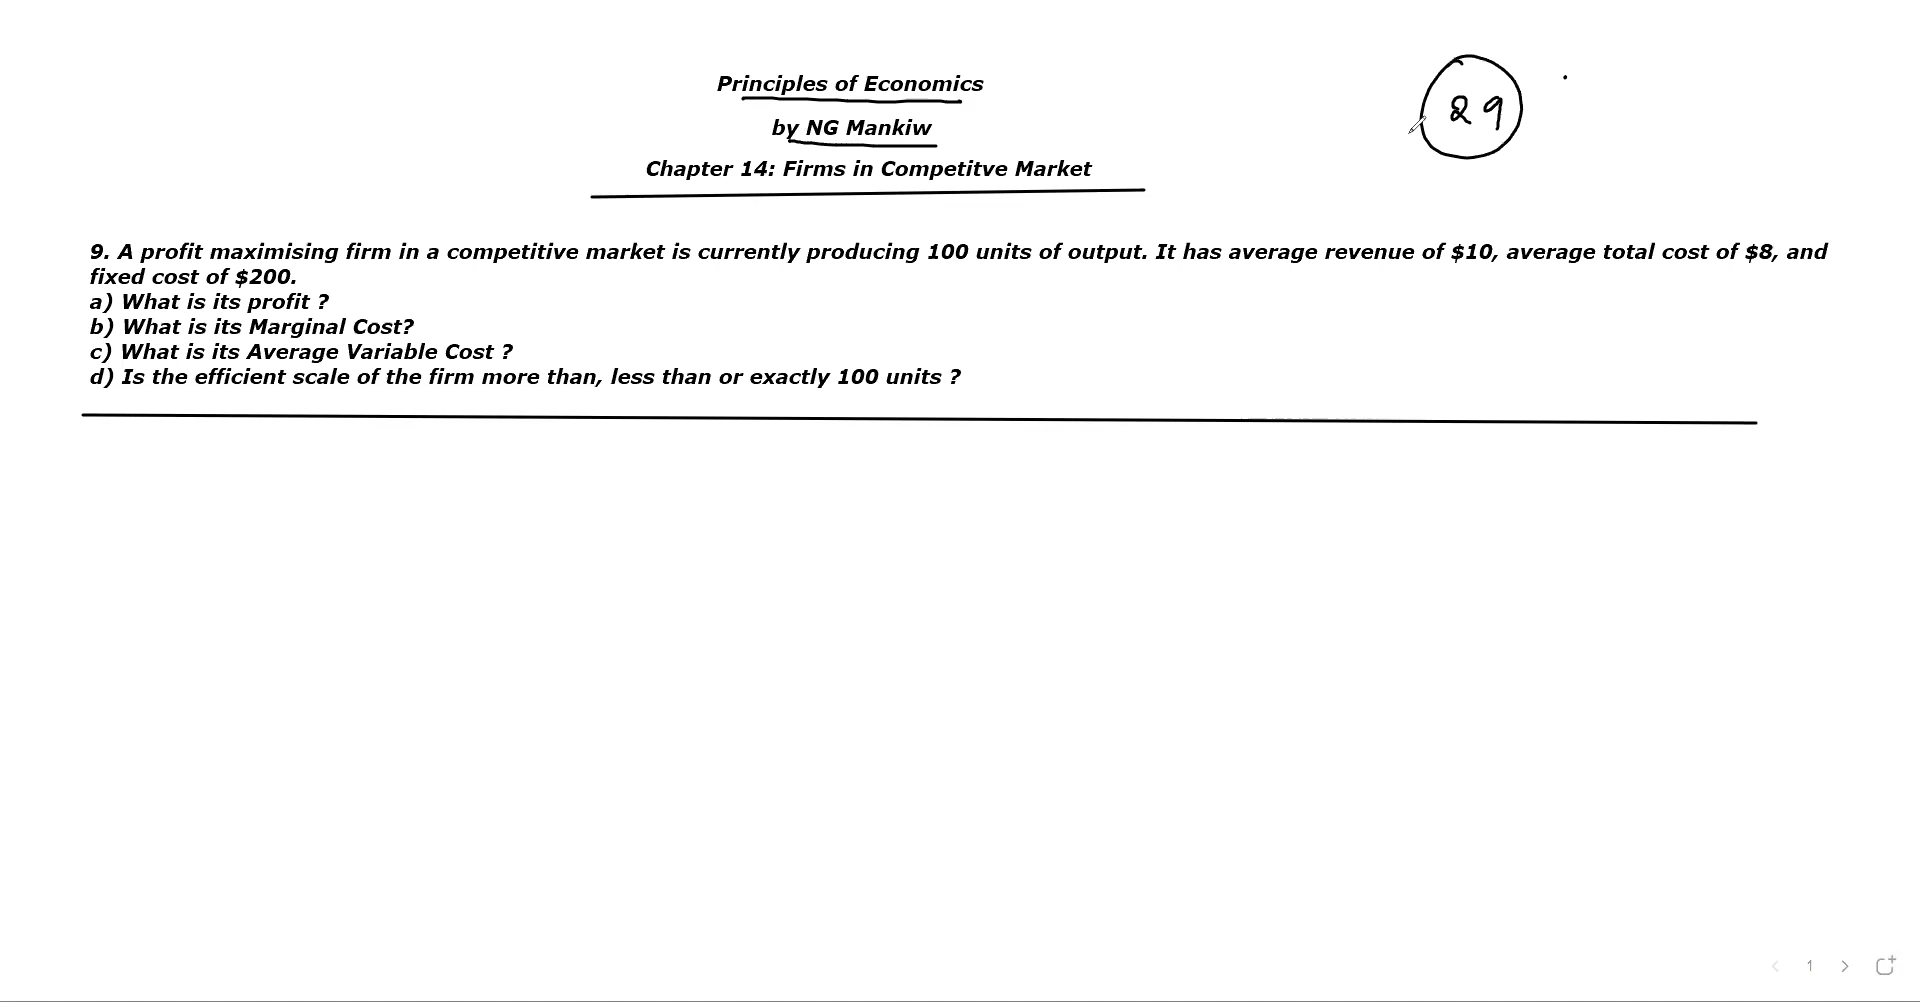 Principles of Economics
by NG Mankiw
Chapter 14: Firms in Competitve Market
Q9
9. A profit maximising firm in a competitive market is currently producing 100 units of output. It has average revenue of $10, average total cost of $8, and
fixed cost of $200.
a) What is its profit ?
b) What is its Marginal Cost?
c) What is its Average Variable Cost ?
d) Is the efficient scale of the firm more than, less than or exactly 100 units ?
1